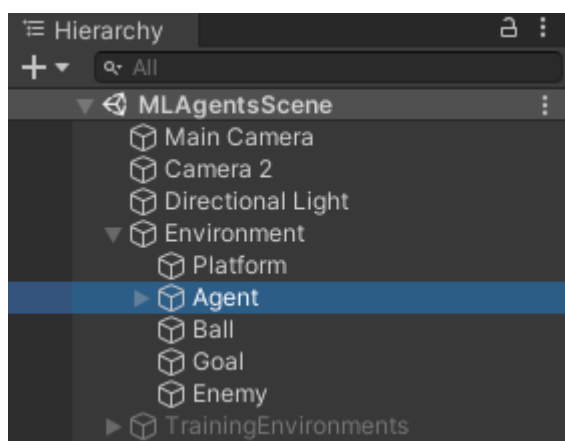 Hierarchy
All
MLAgentsScene
Main Camera
Camera 2
Directional Light
Environment
Platform
Agent
Ball
Goal
Enemy
TrainingEnvironments